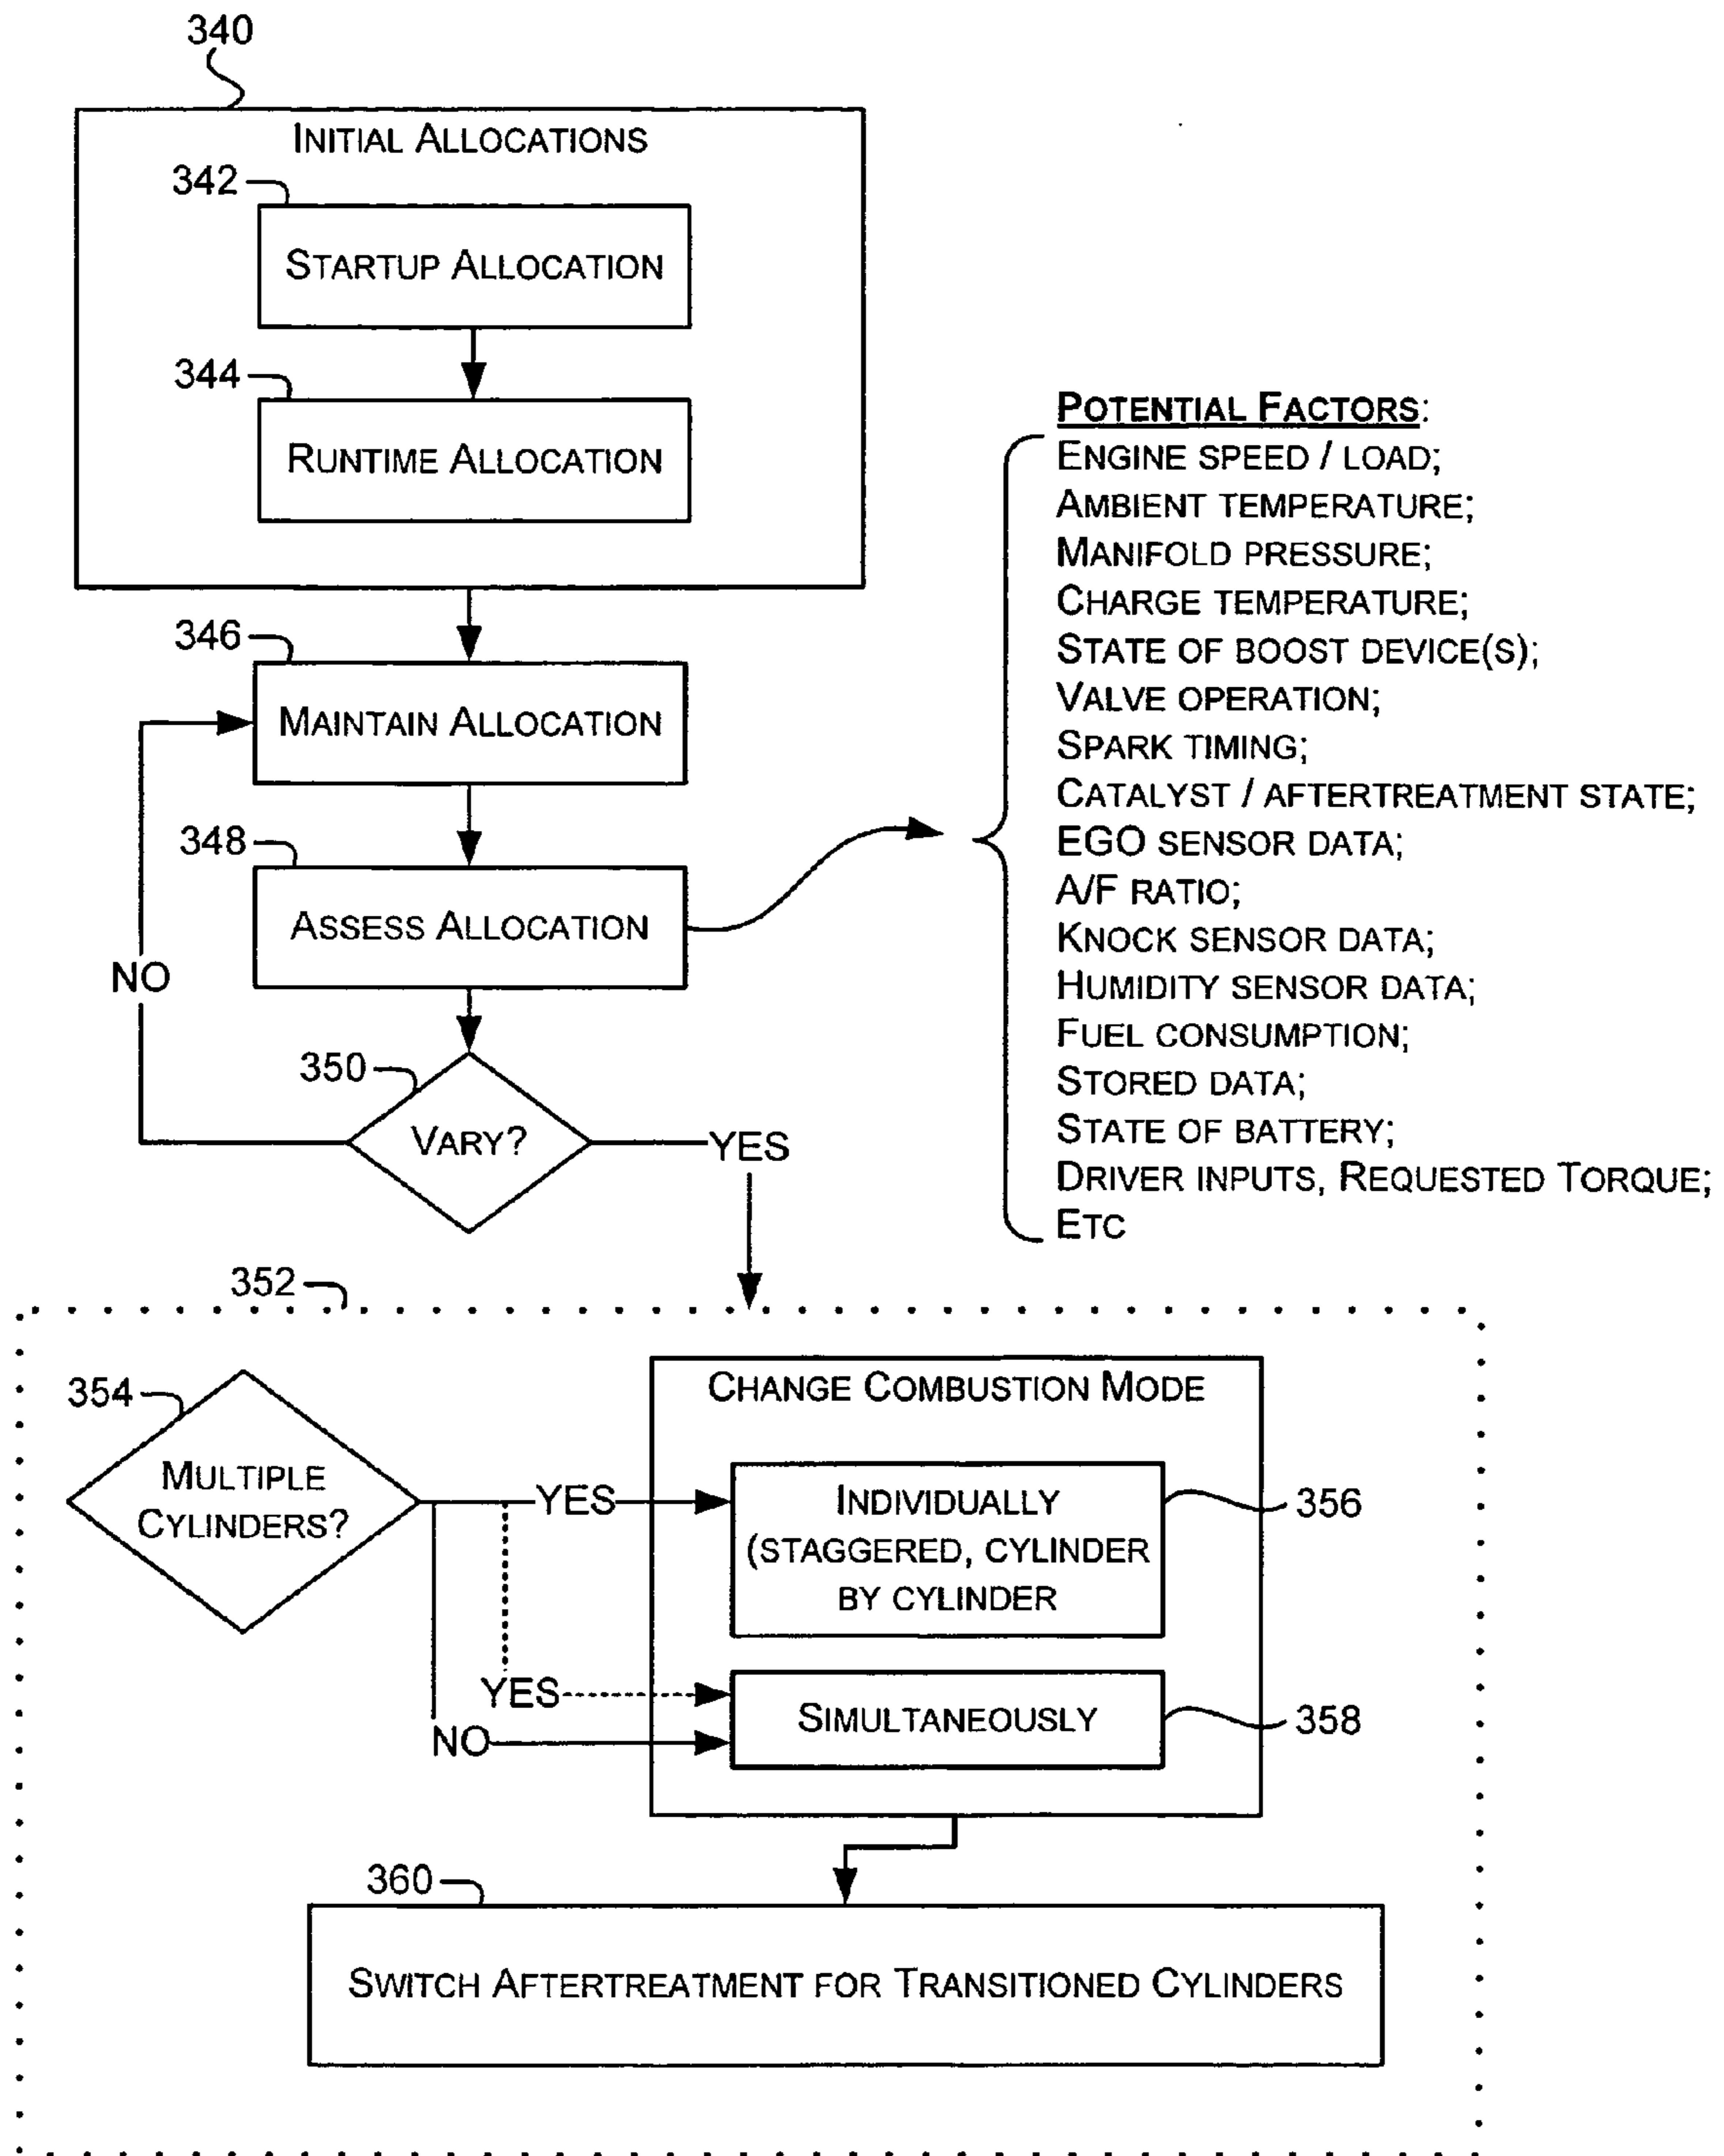 340
INITIAL ALLOCATIONS
342
STARTUP ALLOCATION
344
RUNTIME ALLOCATION
346
MAINTAIN ALLOCATION
348
ASSESS ALLOCATION
NO
350
VARY?
YES
POTENTIAL FACTORS:
ENGINE SPEED / LOAD;
AMBIENT TEMPERATURE;
MANIFOLD PRESSURE;
CHARGE TEMPERATURE;
STATE OF BOOST DEVICE(S);
VALVE OPERATION;
SPARK TIMING;
CATALYST / AFTERTREATMENT STATE;
EGO SENSOR DATA;
A/F RATIO;
KNOCK SENSOR DATA;
HUMIDITY SENSOR DATA;
FUEL CONSUMPTION;
STORED DATA;
STATE OF BATTERY;
DRIVER INPUTS, REQUESTED TORQUE;
ETC
352
354
MULTIPLE
CYLINDERS?
YES
YES
NO
CHANGE COMBUSTION MODE
INDIVIDUALLY
(STAGGERED, CYLINDER
BY CYLINDER
356
SIMULTANEOUSLY
358
360
SWITCH AFTERTREATMENT FOR TRANSITIONED CYLINDERS